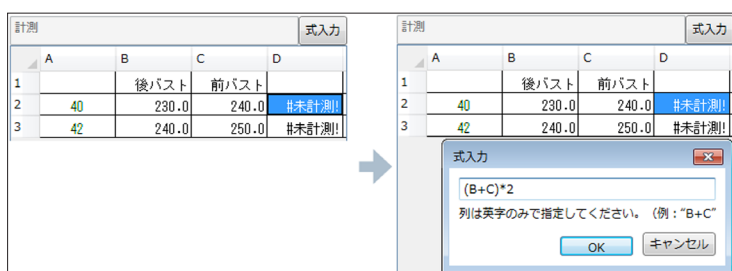 計測
式入力
A B C D
1 後バスト 前バスト
2 40 230.0 240.0 #未計測!
3 42 240.0 250.0 #未計測!
計測
式入力
A B C D
1 後バスト 前バスト
2 40 230.0 240.0 #未計測!
3 42 240.0 250.0 #未計測!
式入力
(B+C)*2
列は英字のみで指定してください。（例：“B+C”
OK キャンセル